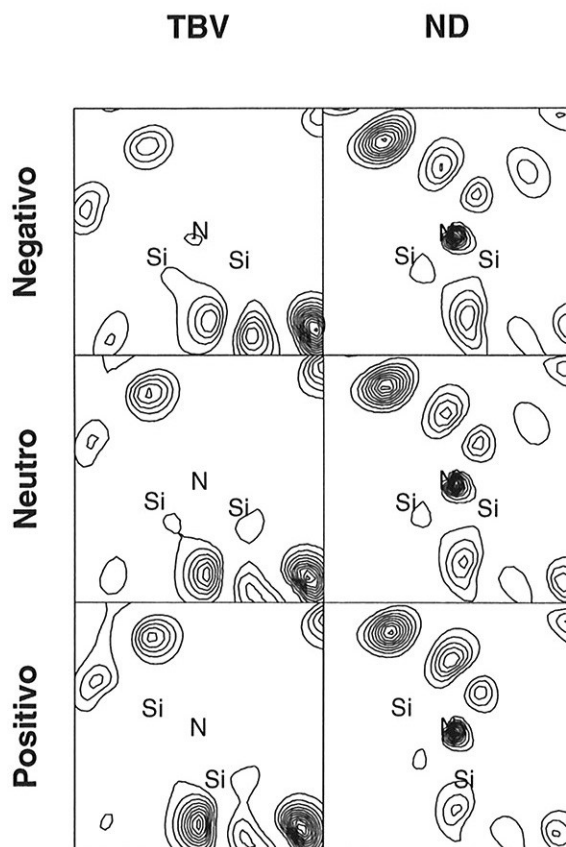 TBV ND
Negativo
N N
Si Si Si Si
Neutro
N N
Si Si Si Si
Positivo
Si Si
N N
Si Si